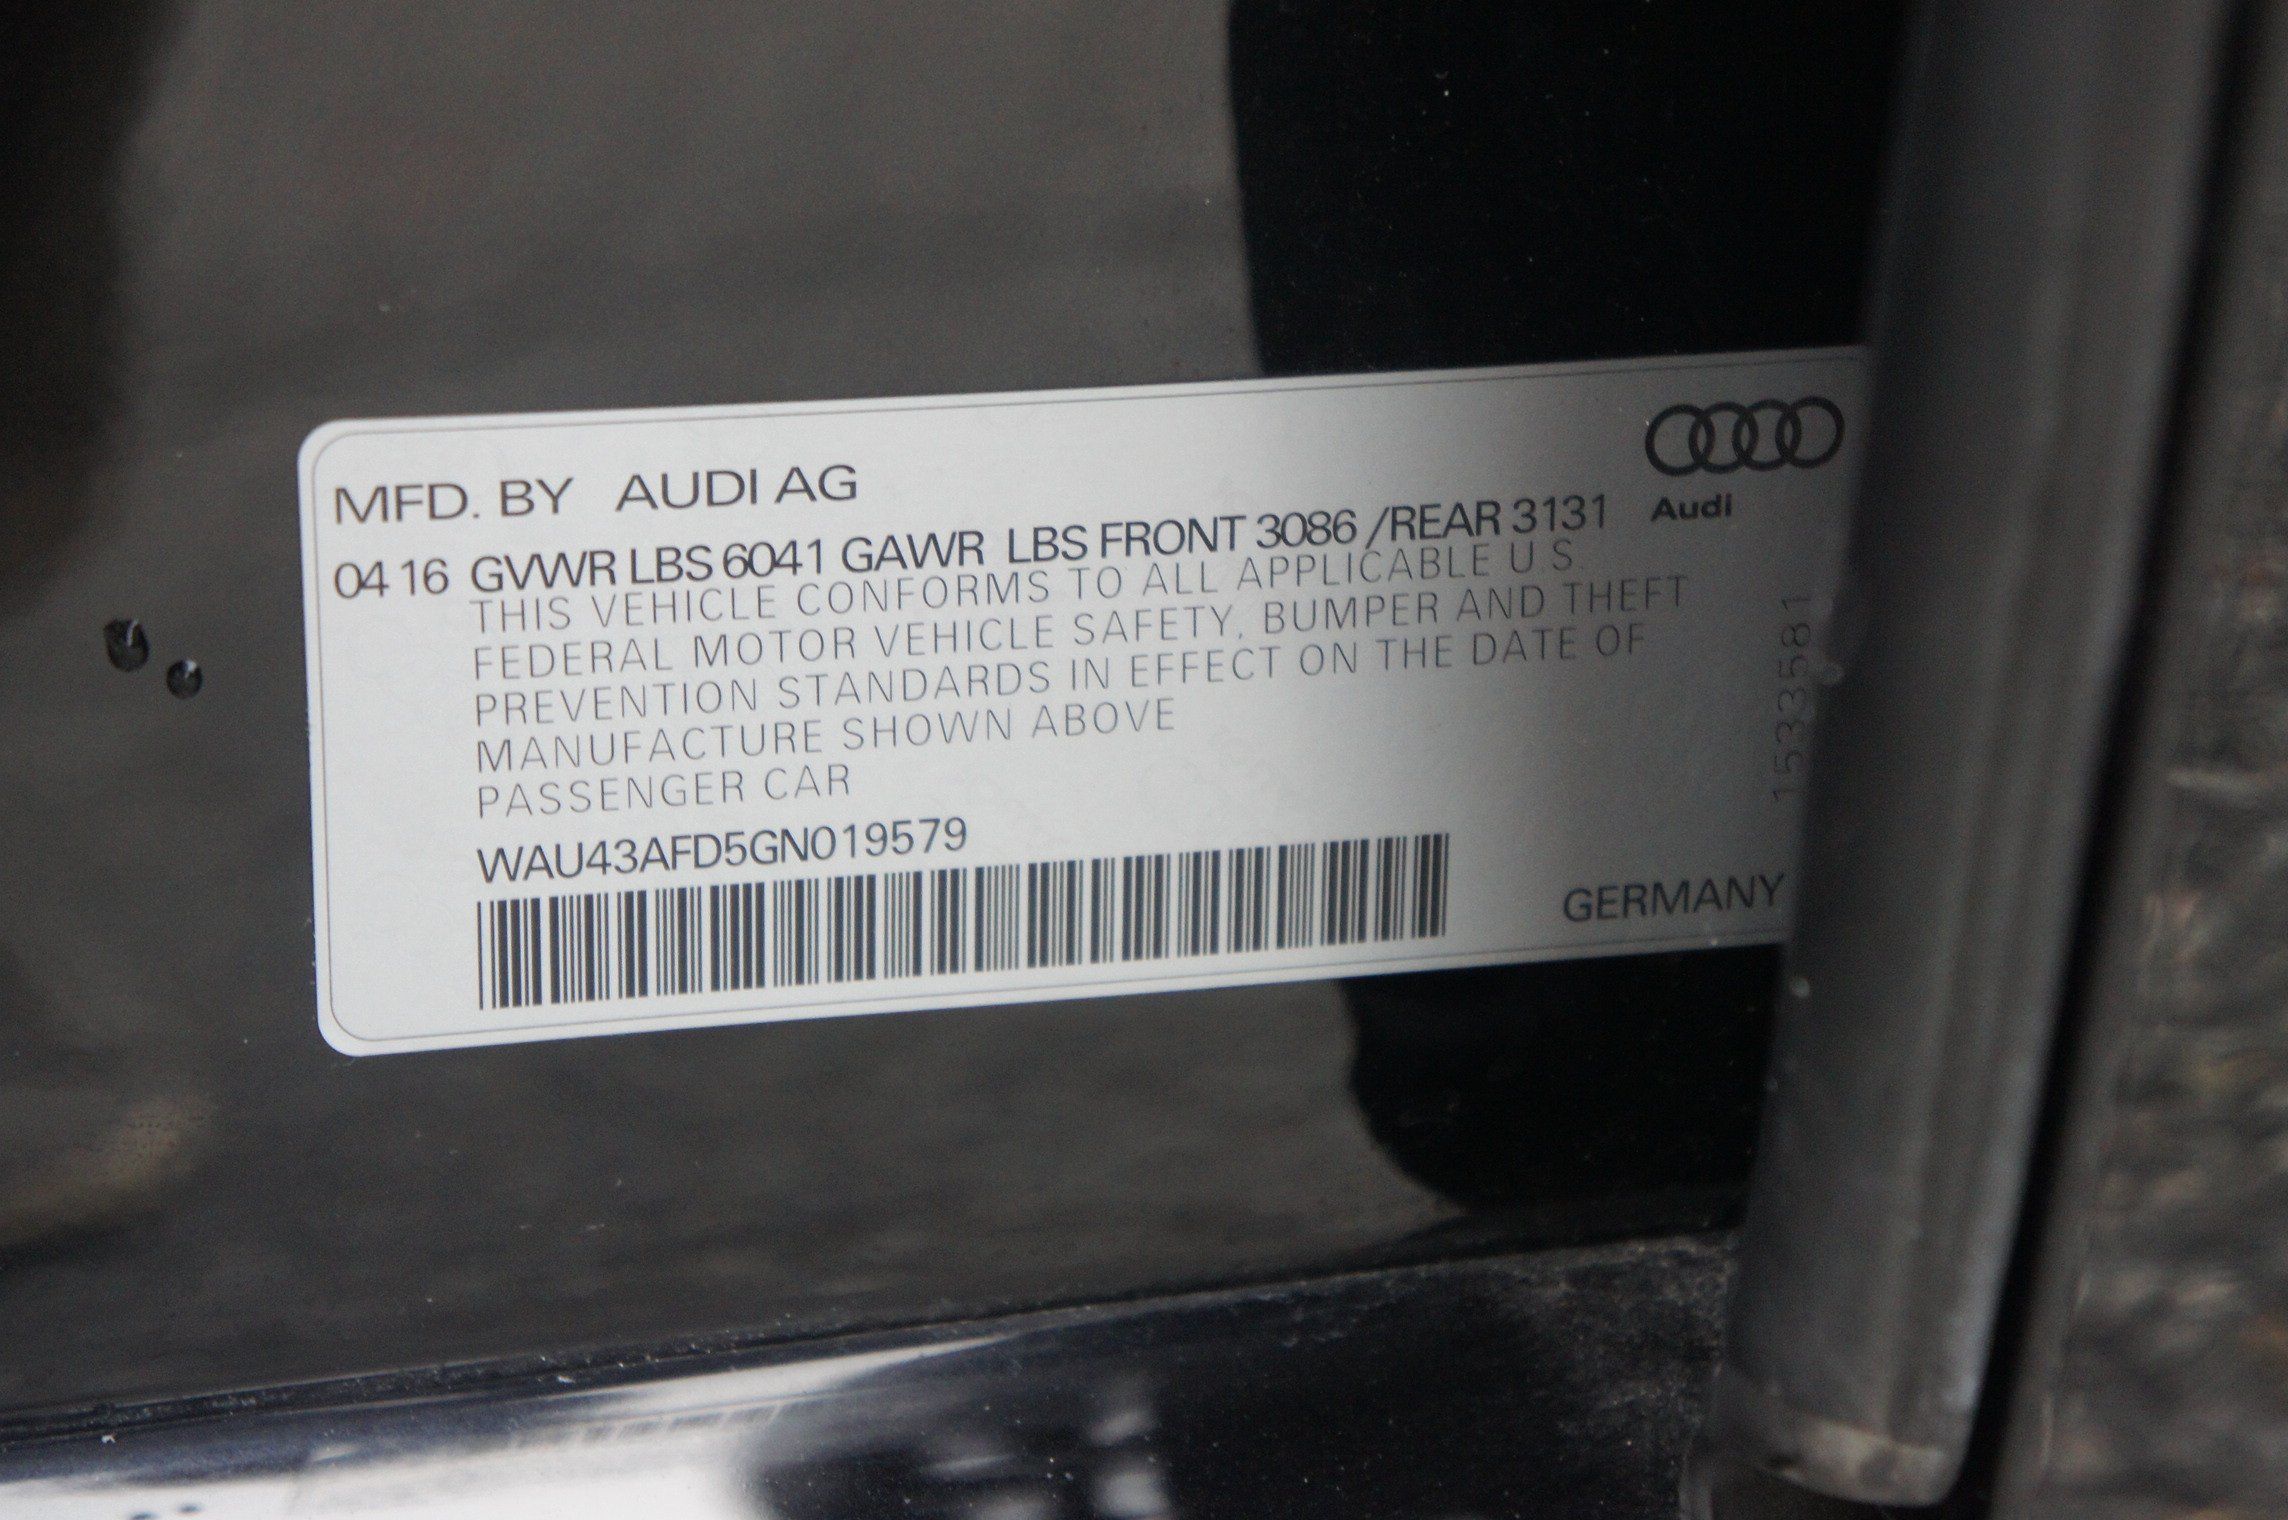 MFD. BY AUDI AG
Audi
04 16 GVWR LBS 6041 GAWR LBS FRONT 3086 /REAR 3131
THIS VEHICLE CONFORMS TO ALL APPLICABLE U.S.
FEDERAL MOTOR VEHICLE SAFETY, BUMPER AND THEFT
PREVENTION STANDARDS IN EFFECT ON THE DATE OF
MANUFACTURE SHOWN ABOVE
PASSENGER CAR
WAU43AFD5GN019579
GERMANY
1533581